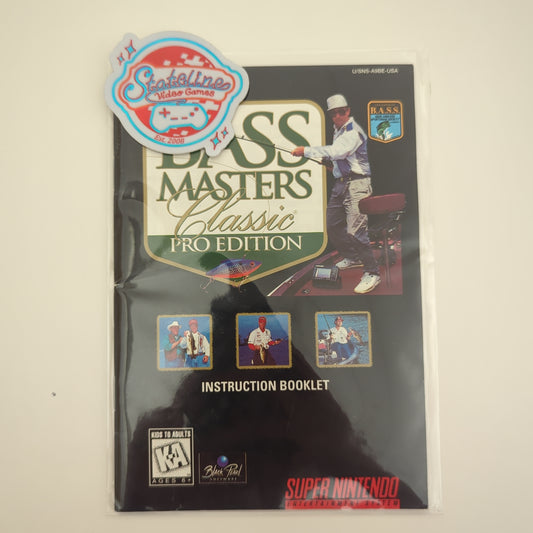 Stateline
Video Games
Est. 2006
U/SNS-A9BE-USA
B.A.S.S.
BASS
MASTERS
Classic®
PRO EDITION
INSTRUCTION BOOKLET
KIDS TO ADULTS
K-A
AGES 6+
Black Pearl
SOFTWARE
SUPER NINTENDO
ENTERTAINMENT SYSTEM